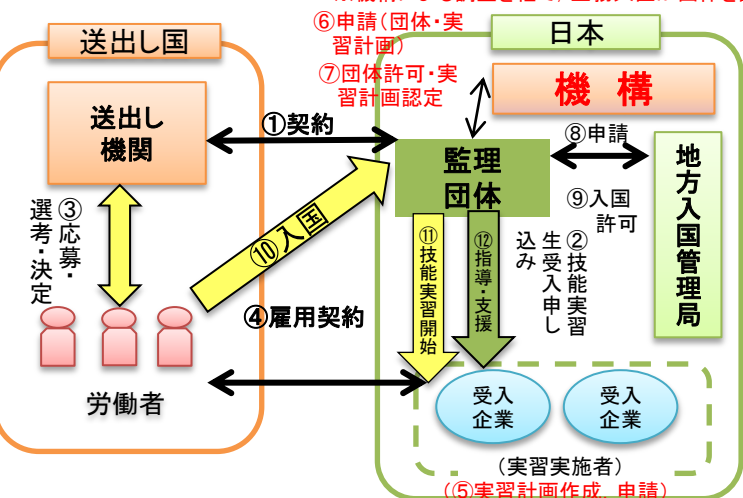 ⑥申請(団体・実
習計画)
⑦団体許可・実
習計画認定
送出し国
日本
機 構
送出し
機関
①契約
監理
団体
⑧申請
⑨入国
許可
地方入国管理局
③応募・
選考・決定
⑩入国
④雇用契約
⑪技能実習開始
⑫指導・支援
②技能実習
生受入申し
込み
労働者
受入
企業
受入
企業
(実習実施者)
(⑤実習計画作成、申請)